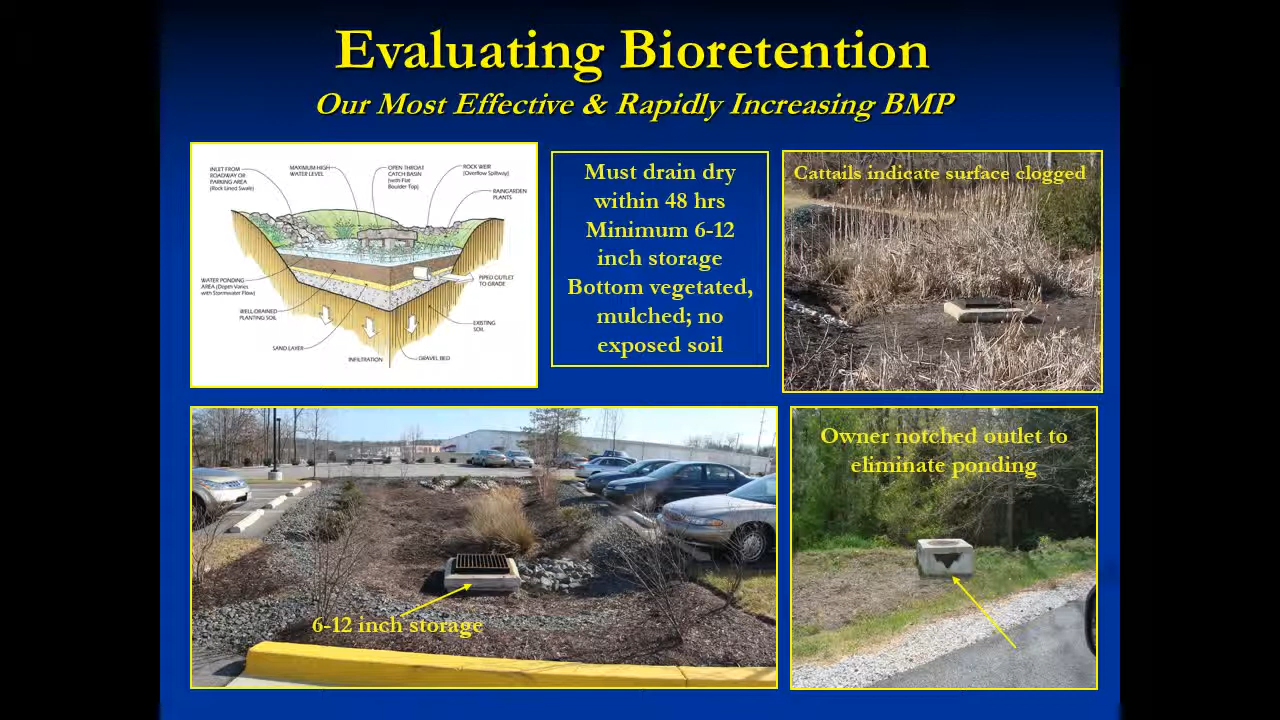 Evaluating Bioretention
Our Most Effective & Rapidly Increasing BMP
INLET FROM
ROADWAY OR
PARKING AREA
(Rock Lined Swale)
MAXIMUM HIGH
WATER LEVEL
OPEN THROAT
CATCH BASIN
(with Flat
Boulder Top)
ROCK WEIR
(Overflow Spillway)
RAINGARDEN
PLANTS
WATER PONDING
AREA (Depth Varies
with Stormwater Flow)
WELL-DRAINED
PLANTING SOIL
SAND LAYER
INFILTRATION
GRAVEL BED
EXISTING
SOIL
PIPED OUTLET
TO GRADE
Must drain dry
within 48 hrs
Minimum 6-12
inch storage
Bottom vegetated,
mulched; no
exposed soil
Cattails indicate surface clogged
6-12 inch storage
Owner notched outlet to
eliminate ponding